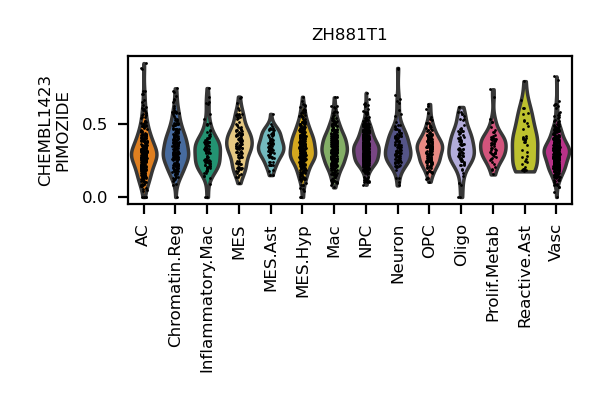 ZH881T1
CHEMBL1423
PIMOZIDE
0.5
0.0
AC
Chromatin.Reg
Inflammatory.Mac
MES
MES.Ast
MES.Hyp
Mac
NPC
Neuron
OPC
Oligo
Prolif.Metab
Reactive.Ast
Vasc